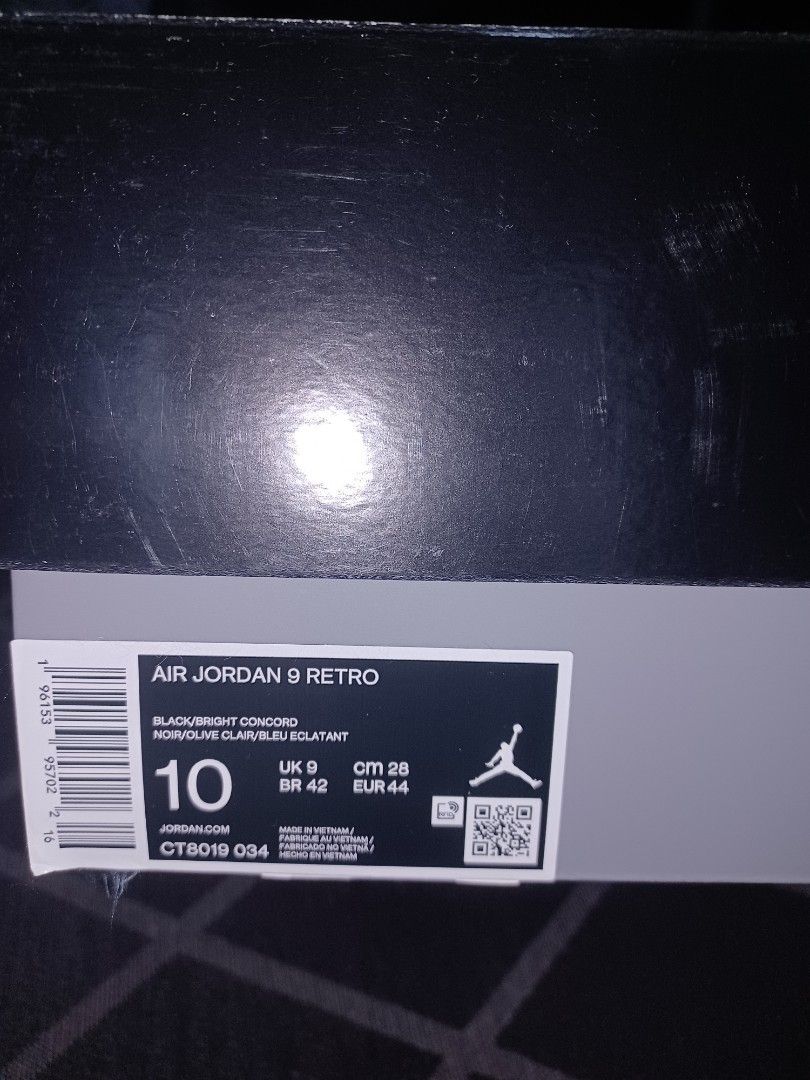 AIR JORDAN 9 RETRO
BLACK/BRIGHT CONCORD
NOIR/OLIVE CLAIR/BLEU ECLATANT
10
UK 9 cm 28
BR 42 EUR 44
JORDAN.COM
CT8019 034
MADE IN VIETNAM /
FABRIQUE AU VIETNAM /
FABRICADO NO VIETNÃ /
HECHO EN VIETNAM
RFID
1 96153 95702 2 16